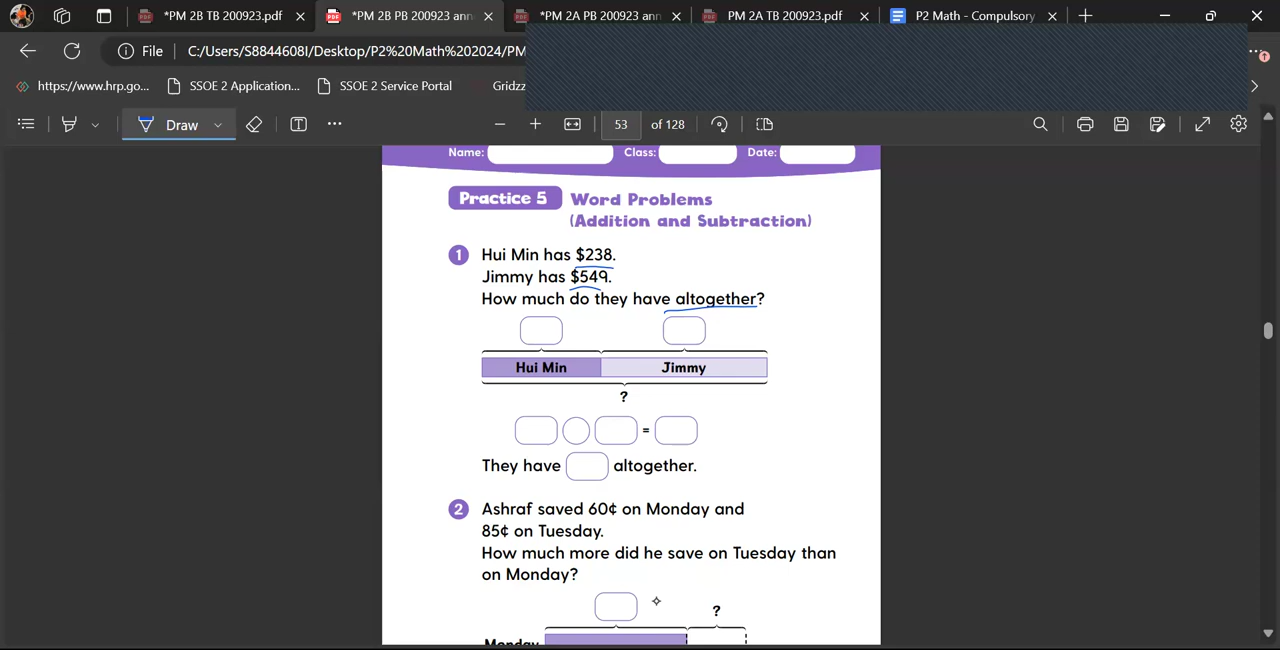 *PM 2B TB 200923.pdf
*PM 2B PB 200923 ann
*PM 2A PB 200923 ann
PM 2A TB 200923.pdf
P2 Math - Compulsory
File
C:/Users/S8844608I/Desktop/P2%20Math%202024/PM
https://www.hrp.go...
SSOE 2 Application...
SSOE 2 Service Portal
Gridzz
Draw
53 of 128
Name: Class: Date:
Practice 5 Word Problems
(Addition and Subtraction)
1 Hui Min has $238.
Jimmy has $549.
How much do they have altogether?
Hui Min Jimmy
?
=
They have altogether.
2 Ashraf saved 60¢ on Monday and
85¢ on Tuesday.
How much more did he save on Tuesday than
on Monday?
?
Monday